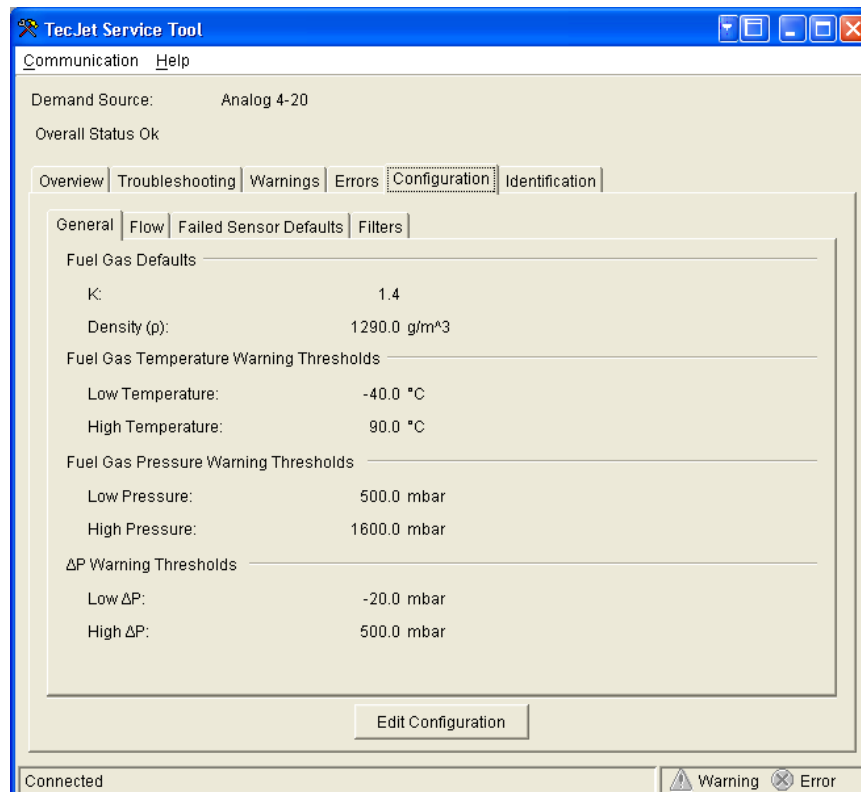 TecJet Service Tool
Communication Help
Demand Source: Analog 4-20
Overall Status Ok
Overview Troubleshooting Warnings Errors Configuration Identification
General Flow Failed Sensor Defaults Filters
Fuel Gas Defaults
K: 1.4
Density (ρ): 1290.0 g/m^3
Fuel Gas Temperature Warning Thresholds
Low Temperature: -40.0 °C
High Temperature: 90.0 °C
Fuel Gas Pressure Warning Thresholds
Low Pressure: 500.0 mbar
High Pressure: 1600.0 mbar
ΔP Warning Thresholds
Low ΔP: -20.0 mbar
High ΔP: 500.0 mbar
Edit Configuration
Connected Warning Error